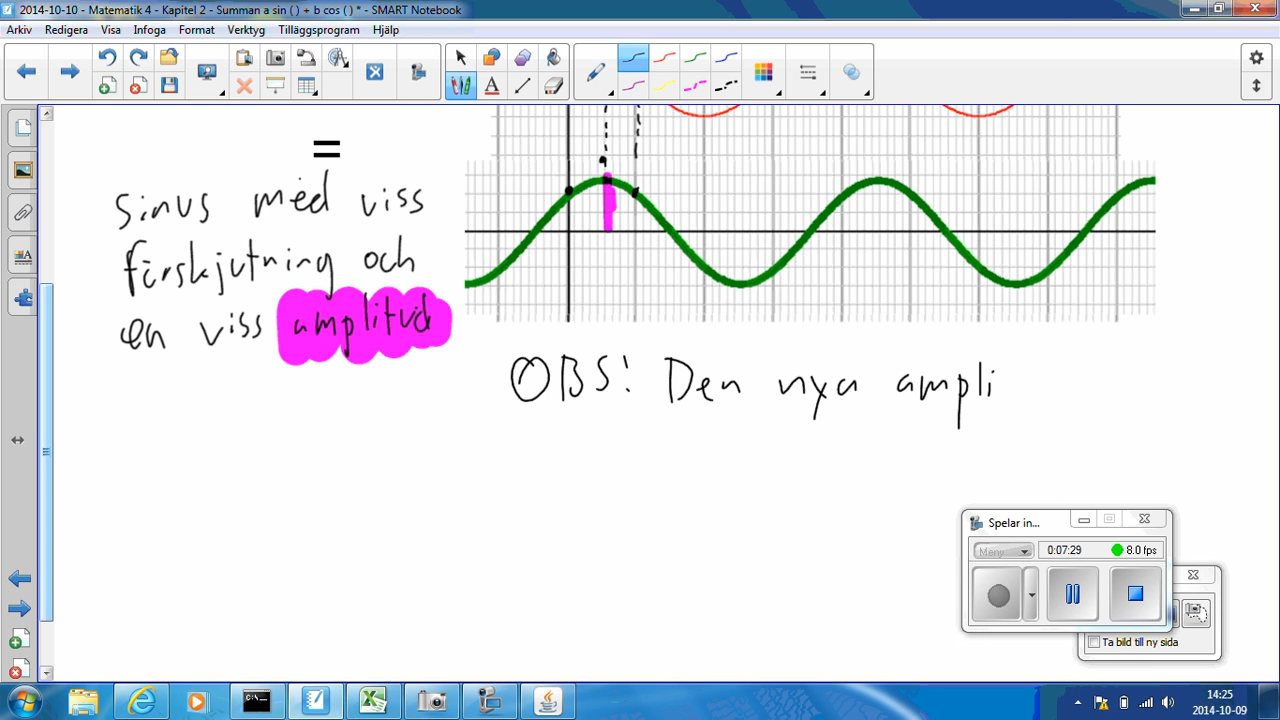 2014-10-10 - Matematik 4 - Kapitel 2 - Summan a sin ( ) + b cos ( ) * - SMART Notebook
Arkiv Redigera Visa Infoga Format Verktyg Tilläggsprogram Hjälp
=
sinus med viss
förskjutning och
en viss amplitud
OBS! Den nya ampli
Spelar in...
Meny 0:07:29 8.0 fps
Ta bild till ny sida
14:25
2014-10-09